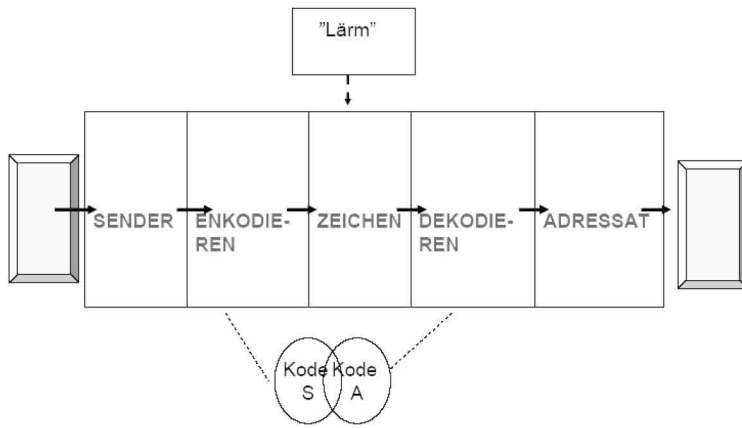 ”Lärm”
SENDER
ENKODIE-
REN
ZEICHEN
DEKODIE-
REN
ADRESSAT
Kode
S
Kode
A